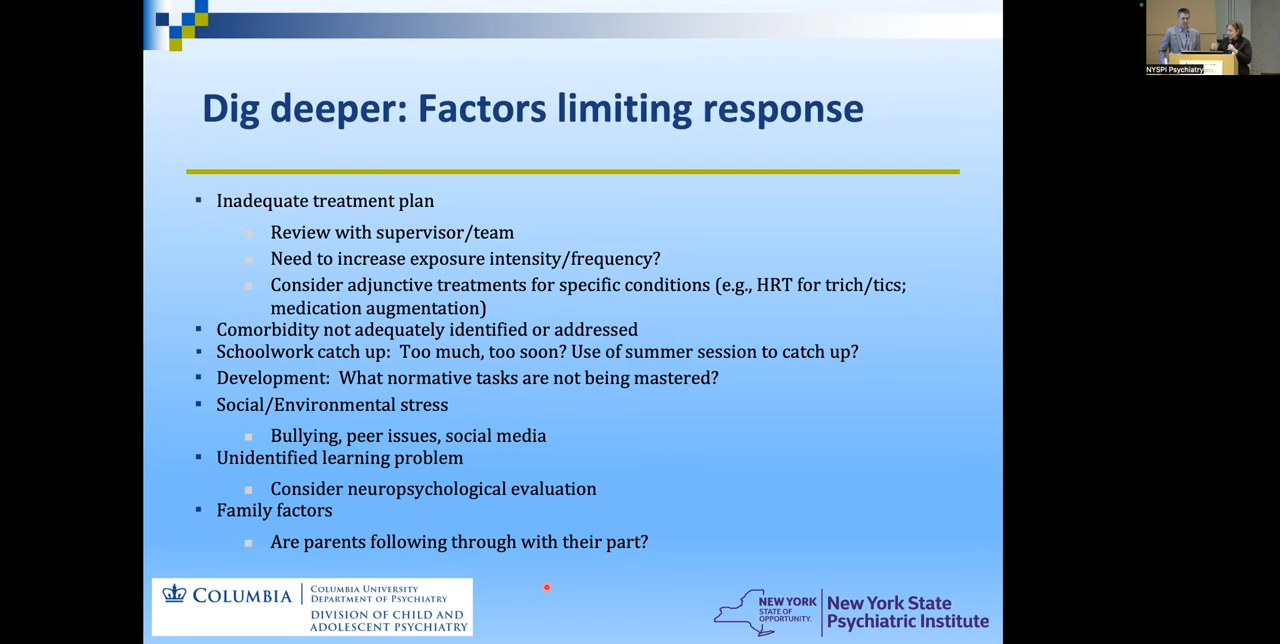 NYSPI Psychiatry
Dig deeper: Factors limiting response
Inadequate treatment plan
Review with supervisor/team
Need to increase exposure intensity/frequency?
Consider adjunctive treatments for specific conditions (e.g., HRT for trich/tics;
medication augmentation)
Comorbidity not adequately identified or addressed
Schoolwork catch up: Too much, too soon? Use of summer session to catch up?
Development: What normative tasks are not being mastered?
Social/Environmental stress
Bullying, peer issues, social media
Unidentified learning problem
Consider neuropsychological evaluation
Family factors
Are parents following through with their part?
COLUMBIA
COLUMBIA UNIVERSITY
DEPARTMENT OF PSYCHIATRY
DIVISION OF CHILD AND
ADOLESCENT PSYCHIATRY
NEW YORK
STATE OF
OPPORTUNITY.
New York State
Psychiatric Institute